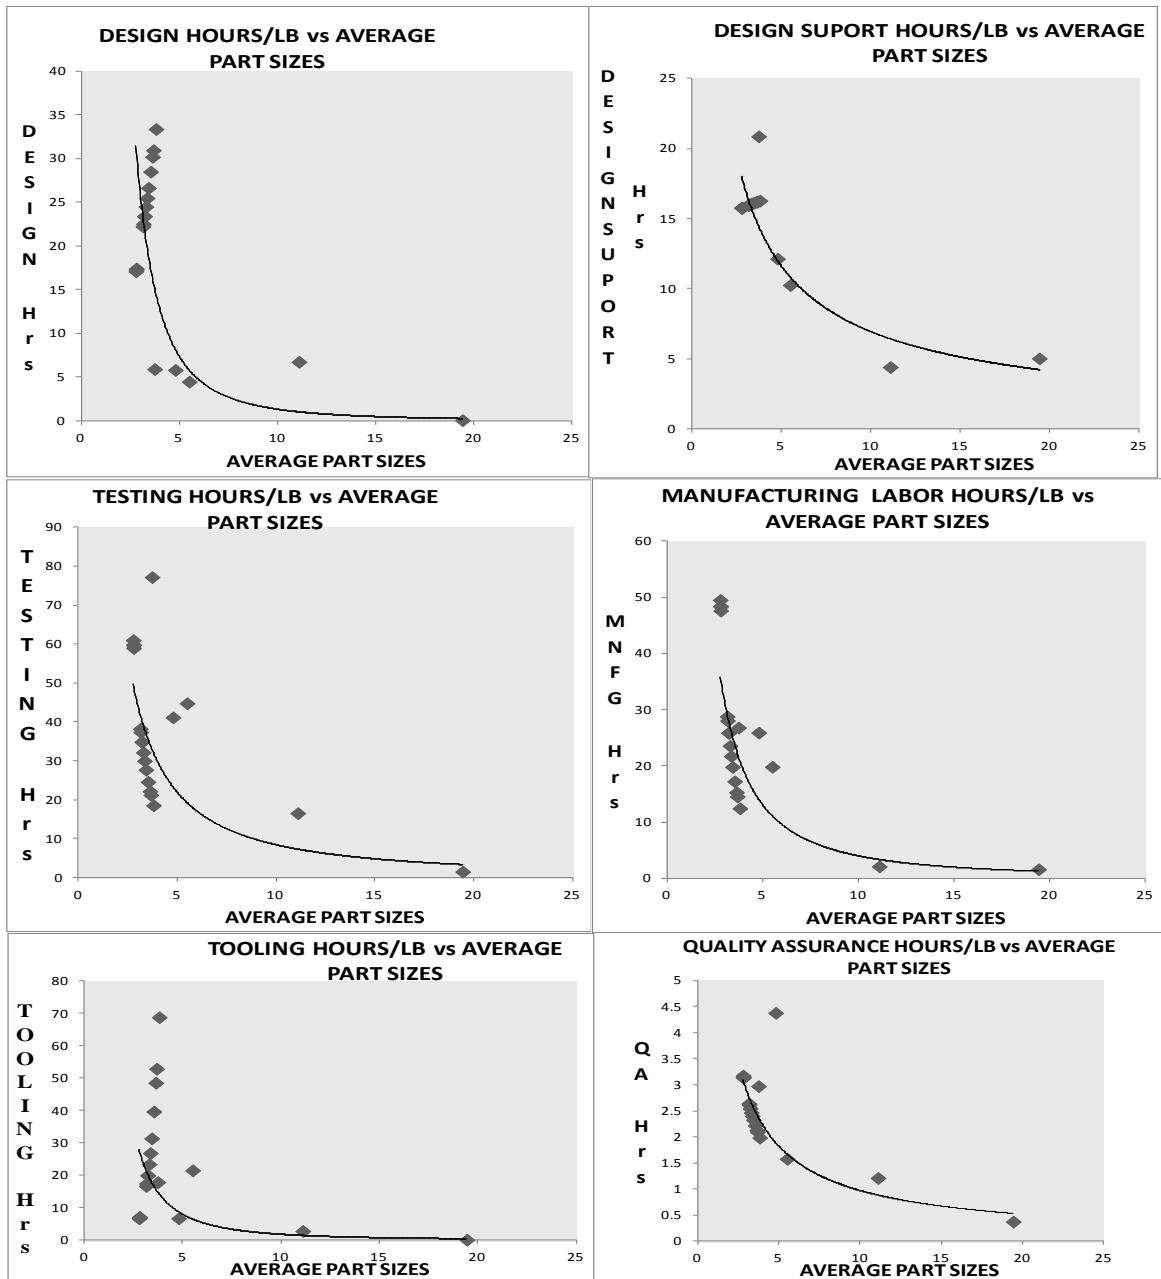 DESIGN HOURS/LB vs AVERAGE
PART SIZES
DESIGN Hrs
40
35
30
25
20
15
10
5
0
0 5 10 15 20 25
AVERAGE PART SIZES
DESIGN SUPORT HOURS/LB vs AVERAGE
PART SIZES
DESIGN SUPORT
Hrs
25
20
15
10
5
0
0 5 10 15 20 25
AVERAGE PART SIZES
TESTING HOURS/LB vs AVERAGE
PART SIZES
TESTING Hrs
90
80
70
60
50
40
30
20
10
0
0 5 10 15 20 25
AVERAGE PART SIZES
MANUFACTURING LABOR HOURS/LB vs
AVERAGE PART SIZES
MNFG Hrs
60
50
40
30
20
10
0
0 5 10 15 20 25
AVERAGE PART SIZES
TOOLING HOURS/LB vs AVERAGE
PART SIZES
TOOLING Hrs
80
70
60
50
40
30
20
10
0
0 5 10 15 20 25
AVERAGE PART SIZES
QUALITY ASSURANCE HOURS/LB vs AVERAGE
PART SIZES
QA Hrs
5
4.5
4
3.5
3
2.5
2
1.5
1
0.5
0
0 5 10 15 20 25
AVERAGE PART SIZES